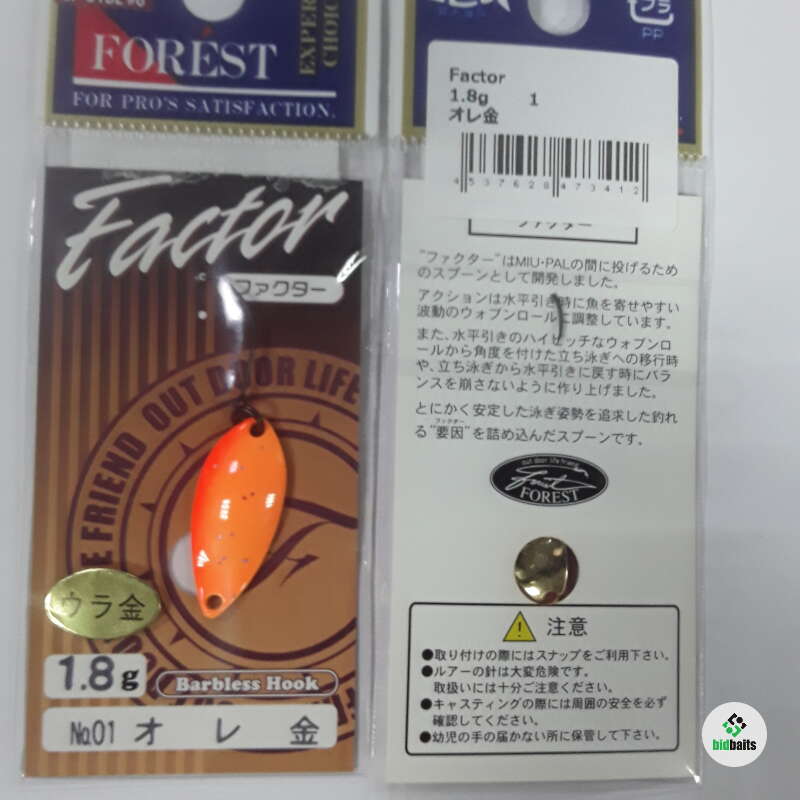 FOREST
EXPER
CHOIC
FOR PRO'S SATISFACTION.
Factor
ファクター
OUT DOOR LIFE
FRIEND
ウラ金
1.8g
Barbless Hook
No.01 オレ金
プラ
PP
Factor
1.8g 1
オレ金
4537628473412
ファクター
"ファクター"はMIU・PALの間に投げるため
のスプーンとして開発しました。
アクションは水平引き時に魚を寄せやすい
波動のウォブンロールに調整しています。
また、水平引きのハイピッチなウォブンロ
ールから角度を付けた立ち泳ぎへの移行時
や、立ち泳ぎから水平引きに戻す時にバラ
ンスを崩さないように作り上げました。
とにかく安定した泳ぎ姿勢を追求した釣れ
ファクター
る"要因"を詰め込んだスプーンです。
out door life friend
Forest
FOREST
注意
●取り付けの際にはスナップをご利用下さい。
●ルアーの針は大変危険です。
取扱いには十分ご注意ください。
●キャスティングの際には周囲の安全を必ず
確認してください。
●幼児の手の届かない所に保管して下さい。
bidbaits